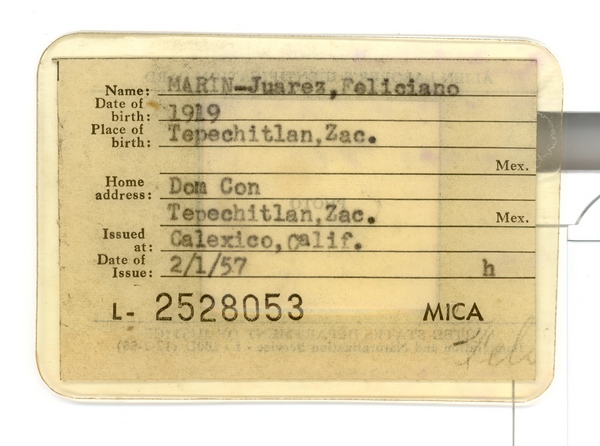 Name: MARIN-Juarez,Feliciano
Date of birth: 1919
Place of birth: Tepechitlan,Zac.
Mex.
Home address: Dom Con
Tepechitlan,Zac. Mex.
Issued at: Calexico,Calif.
Date of Issue: 2/1/57 h
L- 2528053 MICA